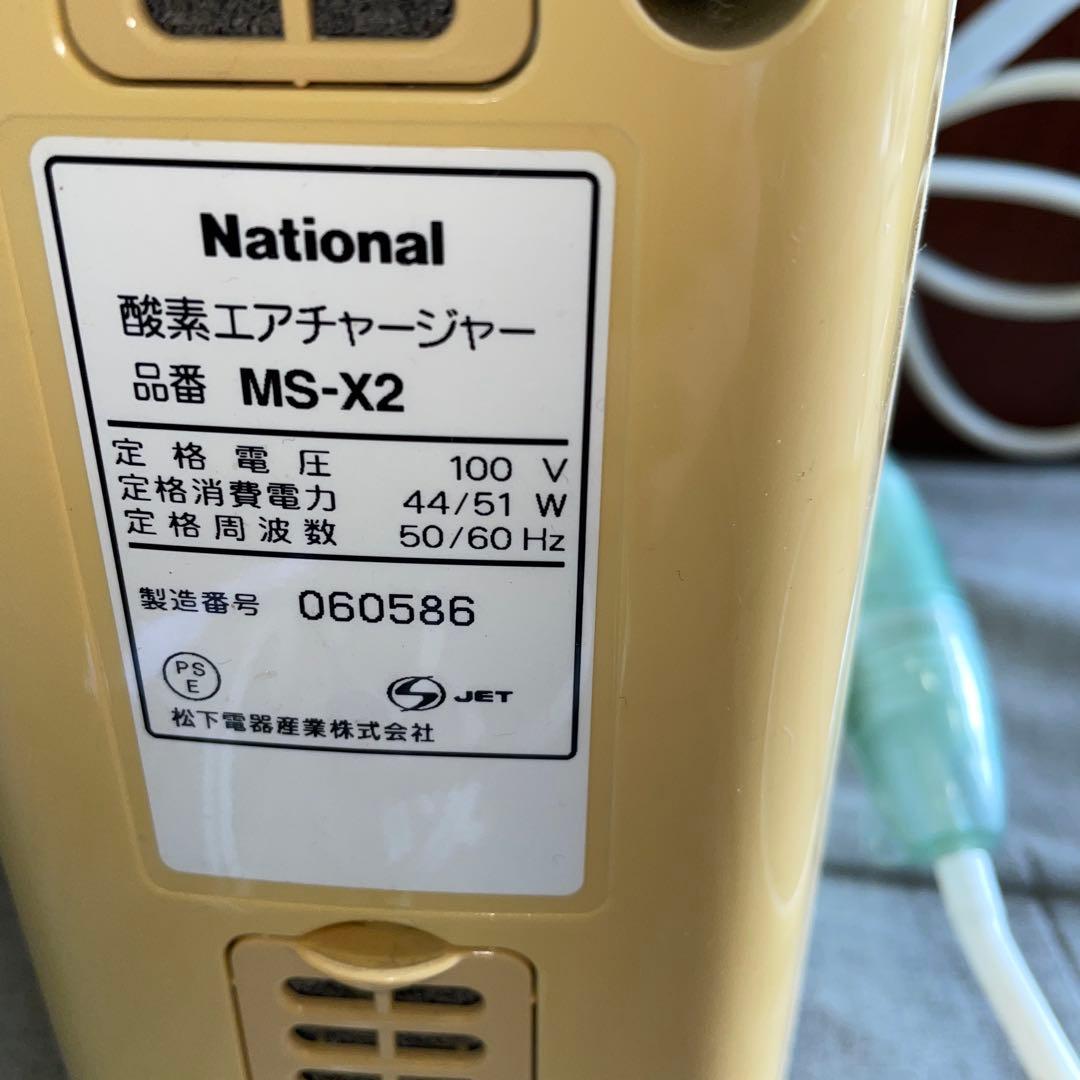 National
酸素エアチャージャー
品番 MS-X2
定格電圧 100 V
定格消費電力 44/51 W
定格周波数 50/60 Hz
製造番号 060586
PS
E
JET
松下電器産業株式会社